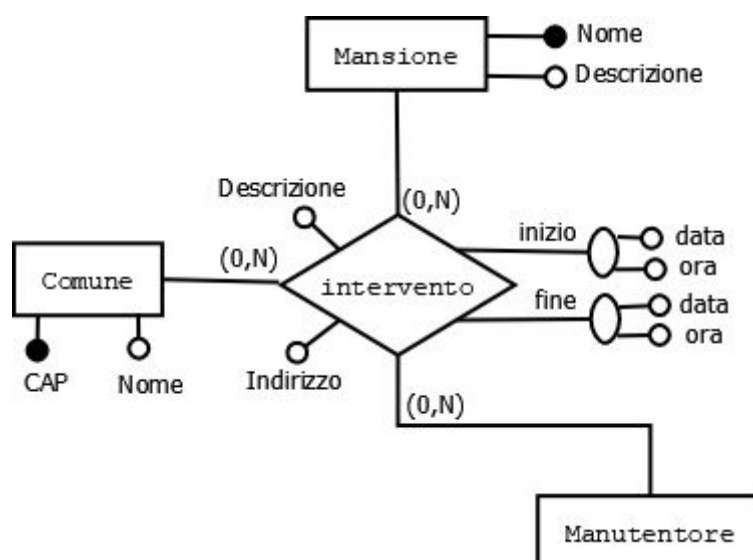 Nome
Mansione
Descrizione
Descrizione
(0,N)
inizio
data
ora
(0,N)
Comune
intervento
fine
data
ora
CAP
Nome
Indirizzo
(0,N)
Manutentore